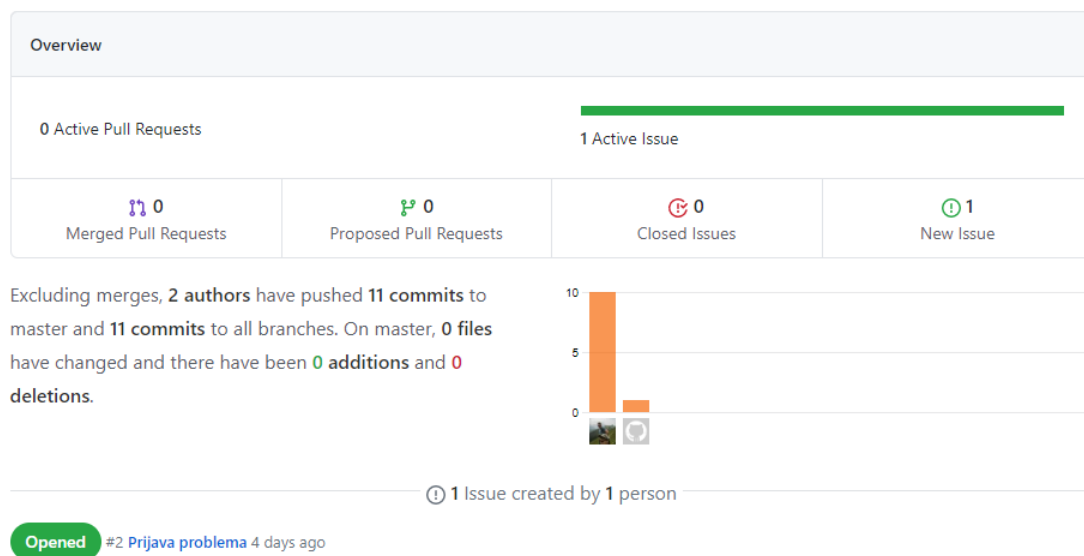 Overview
0 Active Pull Requests
1 Active Issue
0
Merged Pull Requests
0
Proposed Pull Requests
0
Closed Issues
1
New Issue
Excluding merges, 2 authors have pushed 11 commits to
master and 11 commits to all branches. On master, 0 files
have changed and there have been 0 additions and 0
deletions.
10
5
0
1 Issue created by 1 person
Opened #2 Prijava problema 4 days ago